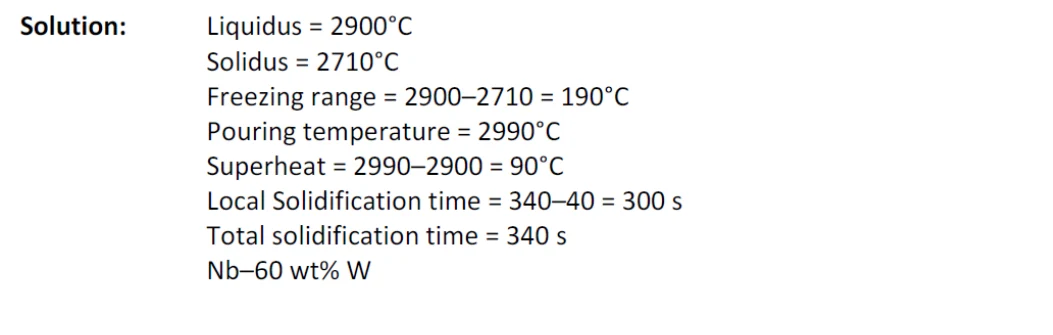 Solution: Liquidus = 2900°C
Solidus = 2710°C
Freezing range = 2900–2710 = 190°C
Pouring temperature = 2990°C
Superheat = 2990–2900 = 90°C
Local Solidification time = 340–40 = 300 s
Total solidification time = 340 s
Nb–60 wt% W